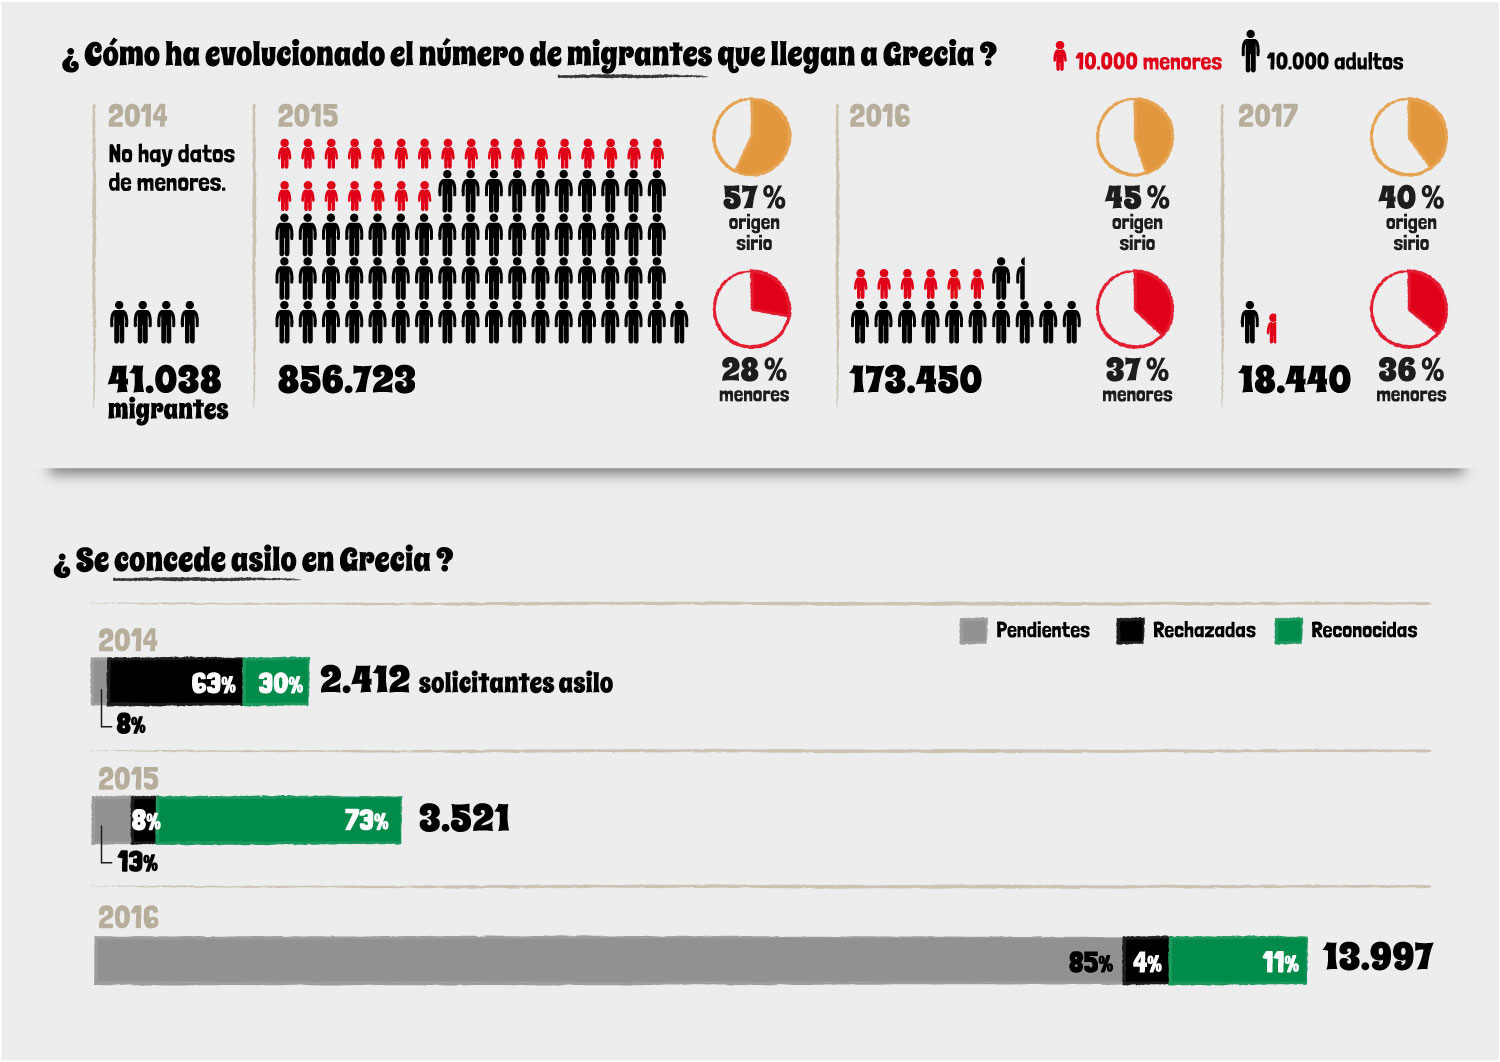 ¿ Cómo ha evolucionado el número de migrantes que llegan a Grecia ?
10.000 menores
10.000 adultos
2014
No hay datos
de menores.
41.038
migrantes
2015
856.723
57 %
origen
sirio
28 %
menores
2016
173.450
45 %
origen
sirio
37 %
menores
2017
18.440
40 %
origen
sirio
36 %
menores
¿ Se concede asilo en Grecia ?
Pendientes
Rechazadas
Reconocidas
2014
63%
30%
2.412 solicitantes asilo
8%
2015
8%
73%
3.521
13%
2016
85%
4%
11%
13.997